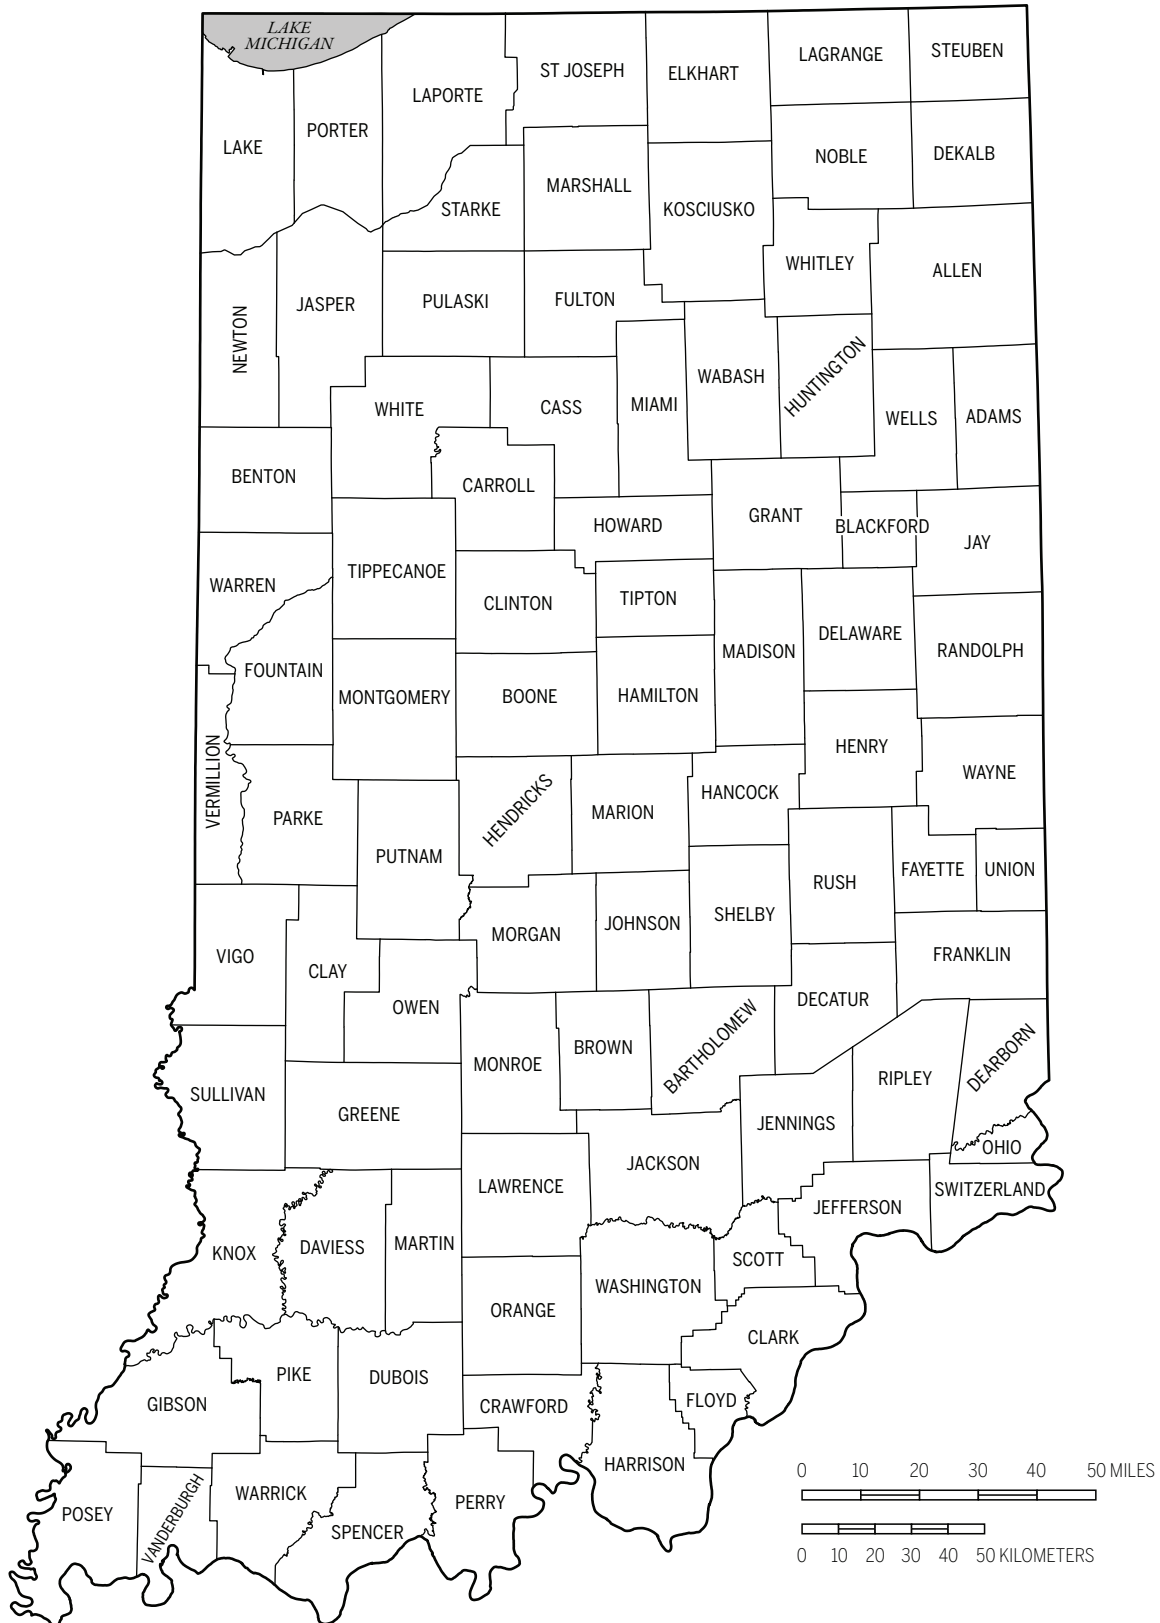 LAKE
MICHIGAN
LAGRANGE
STEUBEN
ST JOSEPH
ELKHART
LAPORTE
PORTER
LAKE
NOBLE
DEKALB
MARSHALL
STARKE
KOSCIUSKO
WHITLEY
ALLEN
JASPER
PULASKI
FULTON
NEWTON
WABASH
HUNTINGTON
WHITE
CASS
MIAMI
WELLS
ADAMS
BENTON
CARROLL
HOWARD
GRANT
BLACKFORD
JAY
WARREN
TIPPECANOE
CLINTON
TIPTON
DELAWARE
MADISON
RANDOLPH
FOUNTAIN
MONTGOMERY
BOONE
HAMILTON
HENRY
WAYNE
VERMILLION
PARKE
HENDRICKS
MARION
HANCOCK
PUTNAM
RUSH
FAYETTE
UNION
MORGAN
JOHNSON
SHELBY
VIGO
CLAY
FRANKLIN
OWEN
DECATUR
MONROE
BROWN
BARTHOLOMEW
RIPLEY
DEARBORN
SULLIVAN
GREENE
JENNINGS
OHIO
LAWRENCE
JACKSON
SWITZERLAND
JEFFERSON
KNOX
DAVIESS
MARTIN
SCOTT
WASHINGTON
ORANGE
CLARK
PIKE
DUBOIS
GIBSON
CRAWFORD
FLOYD
HARRISON
POSEY
VANDERBURGH
WARRICK
SPENCER
PERRY
0 10 20 30 40 50 MILES
0 10 20 30 40 50 KILOMETERS